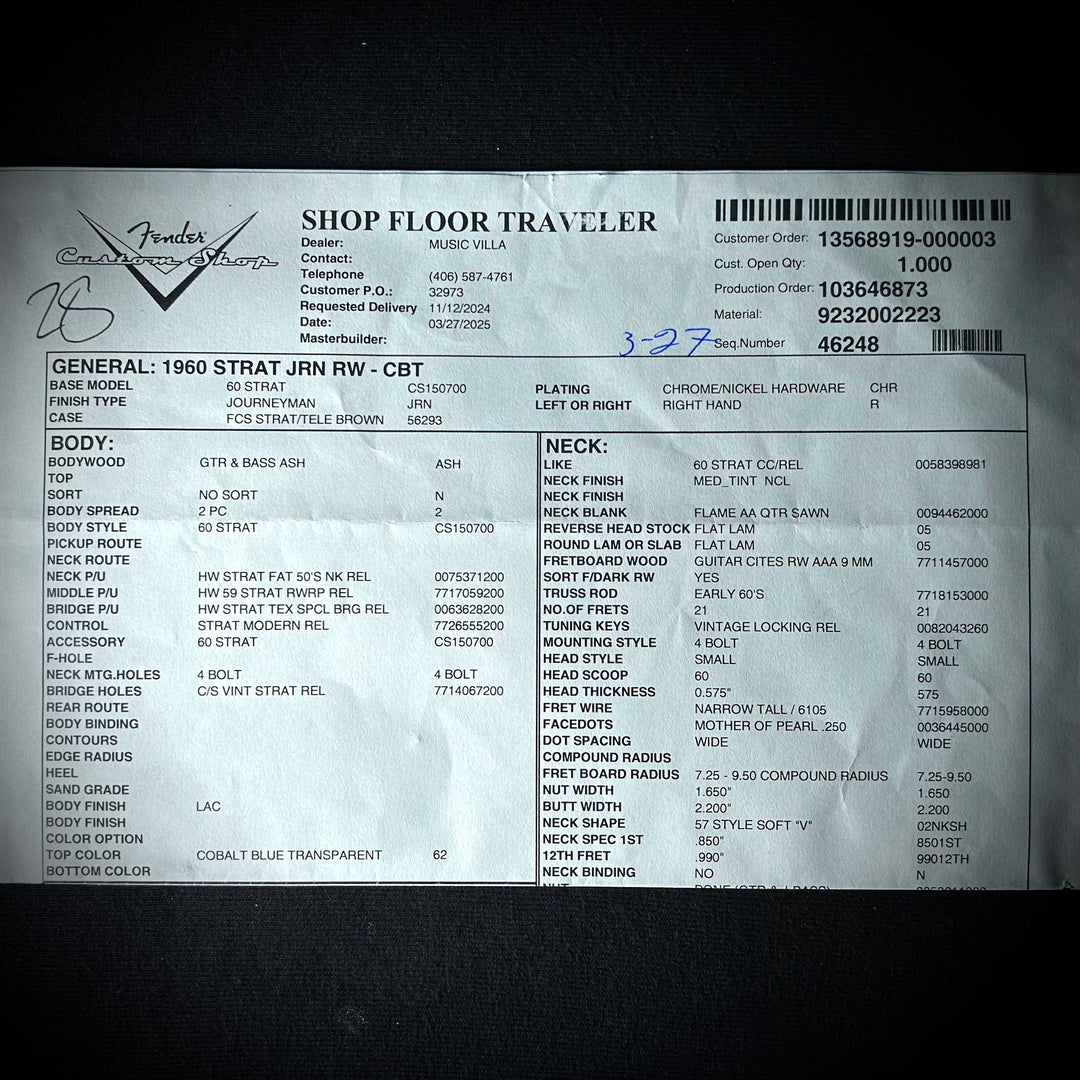 Fender
Custom Shop
SHOP FLOOR TRAVELER
Dealer: MUSIC VILLA
Contact:
Telephone (406) 587-4761
Customer P.O.: 32973
Requested Delivery 11/12/2024
Date: 03/27/2025
Masterbuilder:
3-27
Customer Order: 13568919-000003
Cust. Open Qty: 1.000
Production Order: 103646873
Material: 9232002223
Seq.Number 46248
GENERAL: 1960 STRAT JRN RW - CBT
BASE MODEL 60 STRAT CS150700
FINISH TYPE JOURNEYMAN JRN
CASE FCS STRAT/TELE BROWN 56293
PLATING CHROME/NICKEL HARDWARE CHR
LEFT OR RIGHT RIGHT HAND R
BODY:
BODYWOOD GTR & BASS ASH ASH
TOP
SORT NO SORT N
BODY SPREAD 2 PC 2
BODY STYLE 60 STRAT CS150700
PICKUP ROUTE
NECK ROUTE
NECK P/U HW STRAT FAT 50'S NK REL 0075371200
MIDDLE P/U HW 59 STRAT RWRP REL 7717059200
BRIDGE P/U HW STRAT TEX SPCL BRG REL 0063628200
CONTROL STRAT MODERN REL 7726555200
ACCESSORY 60 STRAT CS150700
F-HOLE
NECK MTG.HOLES 4 BOLT 4 BOLT
BRIDGE HOLES C/S VINT STRAT REL 7714067200
REAR ROUTE
BODY BINDING
CONTOURS
EDGE RADIUS
HEEL
SAND GRADE
BODY FINISH LAC
BODY FINISH
COLOR OPTION
TOP COLOR COBALT BLUE TRANSPARENT 62
BOTTOM COLOR
NECK:
LIKE 60 STRAT CC/REL 0058398981
NECK FINISH MED_TINT NCL
NECK FINISH
NECK BLANK FLAME AA QTR SAWN 0094462000
REVERSE HEAD STOCK FLAT LAM 05
ROUND LAM OR SLAB FLAT LAM 05
FRETBOARD WOOD GUITAR CITES RW AAA 9 MM 7711457000
SORT F/DARK RW YES
TRUSS ROD EARLY 60'S 7718153000
NO.OF FRETS 21 21
TUNING KEYS VINTAGE LOCKING REL 0082043260
MOUNTING STYLE 4 BOLT 4 BOLT
HEAD STYLE SMALL SMALL
HEAD SCOOP 60 60
HEAD THICKNESS 0.575" 575
FRET WIRE NARROW TALL / 6105 7715958000
FACEDOTS MOTHER OF PEARL .250 0036445000
DOT SPACING WIDE WIDE
COMPOUND RADIUS
FRET BOARD RADIUS 7.25 - 9.50 COMPOUND RADIUS 7.25-9.50
NUT WIDTH 1.650" 1.650
BUTT WIDTH 2.200" 2.200
NECK SHAPE 57 STYLE SOFT "V" 02NKSH
NECK SPEC 1ST .850" 8501ST
12TH FRET .990" 99012TH
NECK BINDING NO N